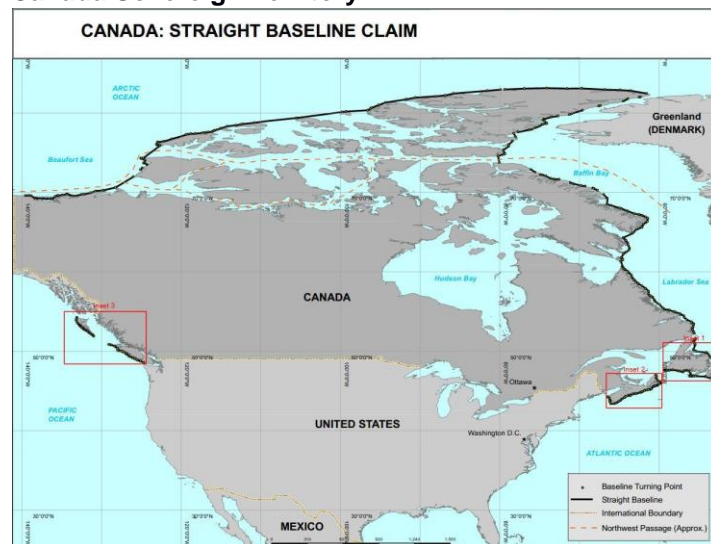 CANADA: STRAIGHT BASELINE CLAIM
ARCTIC
OCEAN
Greenland
(DENMARK)
Beaufort Sea
Baffin Bay
Hudson Bay
Labrador Sea
CANADA
Inset 3
Inset 1
Inset 2
Ottawa
PACIFIC
OCEAN
UNITED STATES
Washington D.C.
ATLANTIC OCEAN
MEXICO
Baseline Turning Point
Straight Baseline
International Boundary
Northwest Passage (Approx.)